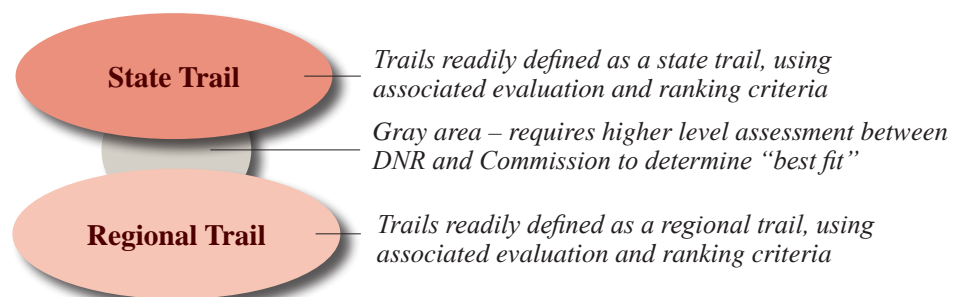 State Trail
Trails readily defined as a state trail, using
associated evaluation and ranking criteria
Gray area – requires higher level assessment between
DNR and Commission to determine “best fit”
Regional Trail
Trails readily defined as a regional trail, using
associated evaluation and ranking criteria